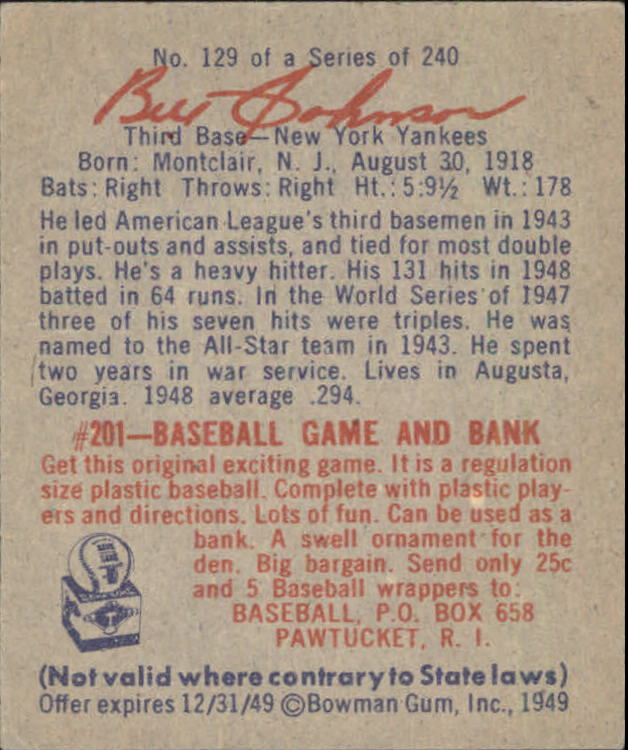 No. 129 of a Series of 240
Bill Johnson
Third Base—New York Yankees
Born: Montclair, N. J., August 30, 1918
Bats: Right Throws: Right Ht.: 5:9½ Wt.: 178
He led American League's third basemen in 1943
in put-outs and assists, and tied for most double
plays. He's a heavy hitter. His 131 hits in 1948
batted in 64 runs. In the World Series of 1947
three of his seven hits were triples. He was
named to the All-Star team in 1943. He spent
two years in war service. Lives in Augusta,
Georgia. 1948 average .294.
#201—BASEBALL GAME AND BANK
Get this original exciting game. It is a regulation
size plastic baseball. Complete with plastic play-
ers and directions. Lots of fun. Can be used as a
bank. A swell ornament for the
den. Big bargain. Send only 25c
and 5 Baseball wrappers to:
BASEBALL, P.O. BOX 658
PAWTUCKET, R. I.
(Not valid where contrary to State laws)
Offer expires 12/31/49 ©Bowman Gum, Inc., 1949